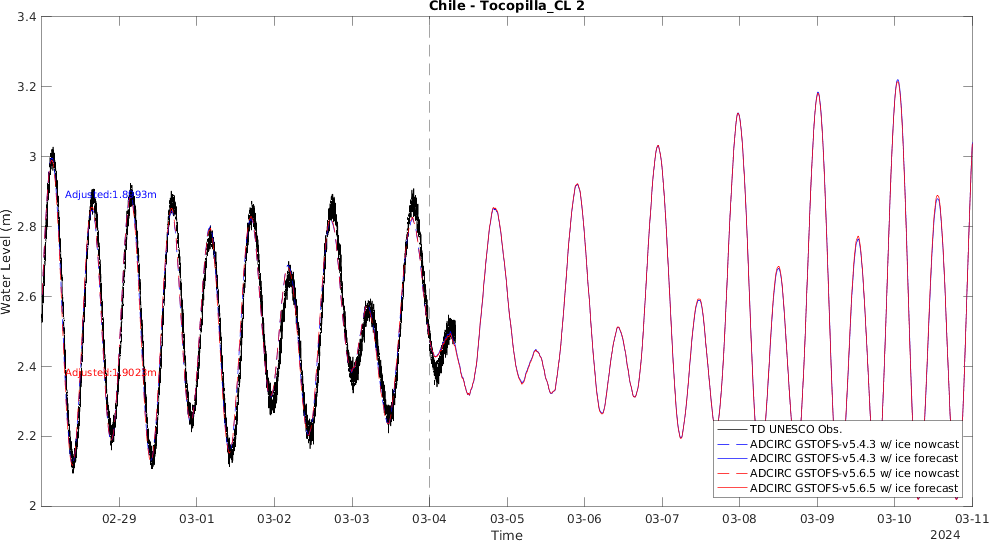 Chile - Tocopilla_CL 2
3.4
3.2
3
2.8
2.6
2.4
2.2
2
Water Level (m)
Adjusted:1.8893m
Adjusted:1.9023m
TD UNESCO Obs.
ADCIRC GSTOFS-v5.4.3 w/ ice nowcast
ADCIRC GSTOFS-v5.4.3 w/ ice forecast
ADCIRC GSTOFS-v5.6.5 w/ ice nowcast
ADCIRC GSTOFS-v5.6.5 w/ ice forecast
02-29 03-01 03-02 03-03 03-04 03-05 03-06 03-07 03-08 03-09 03-10 03-11
Time
2024